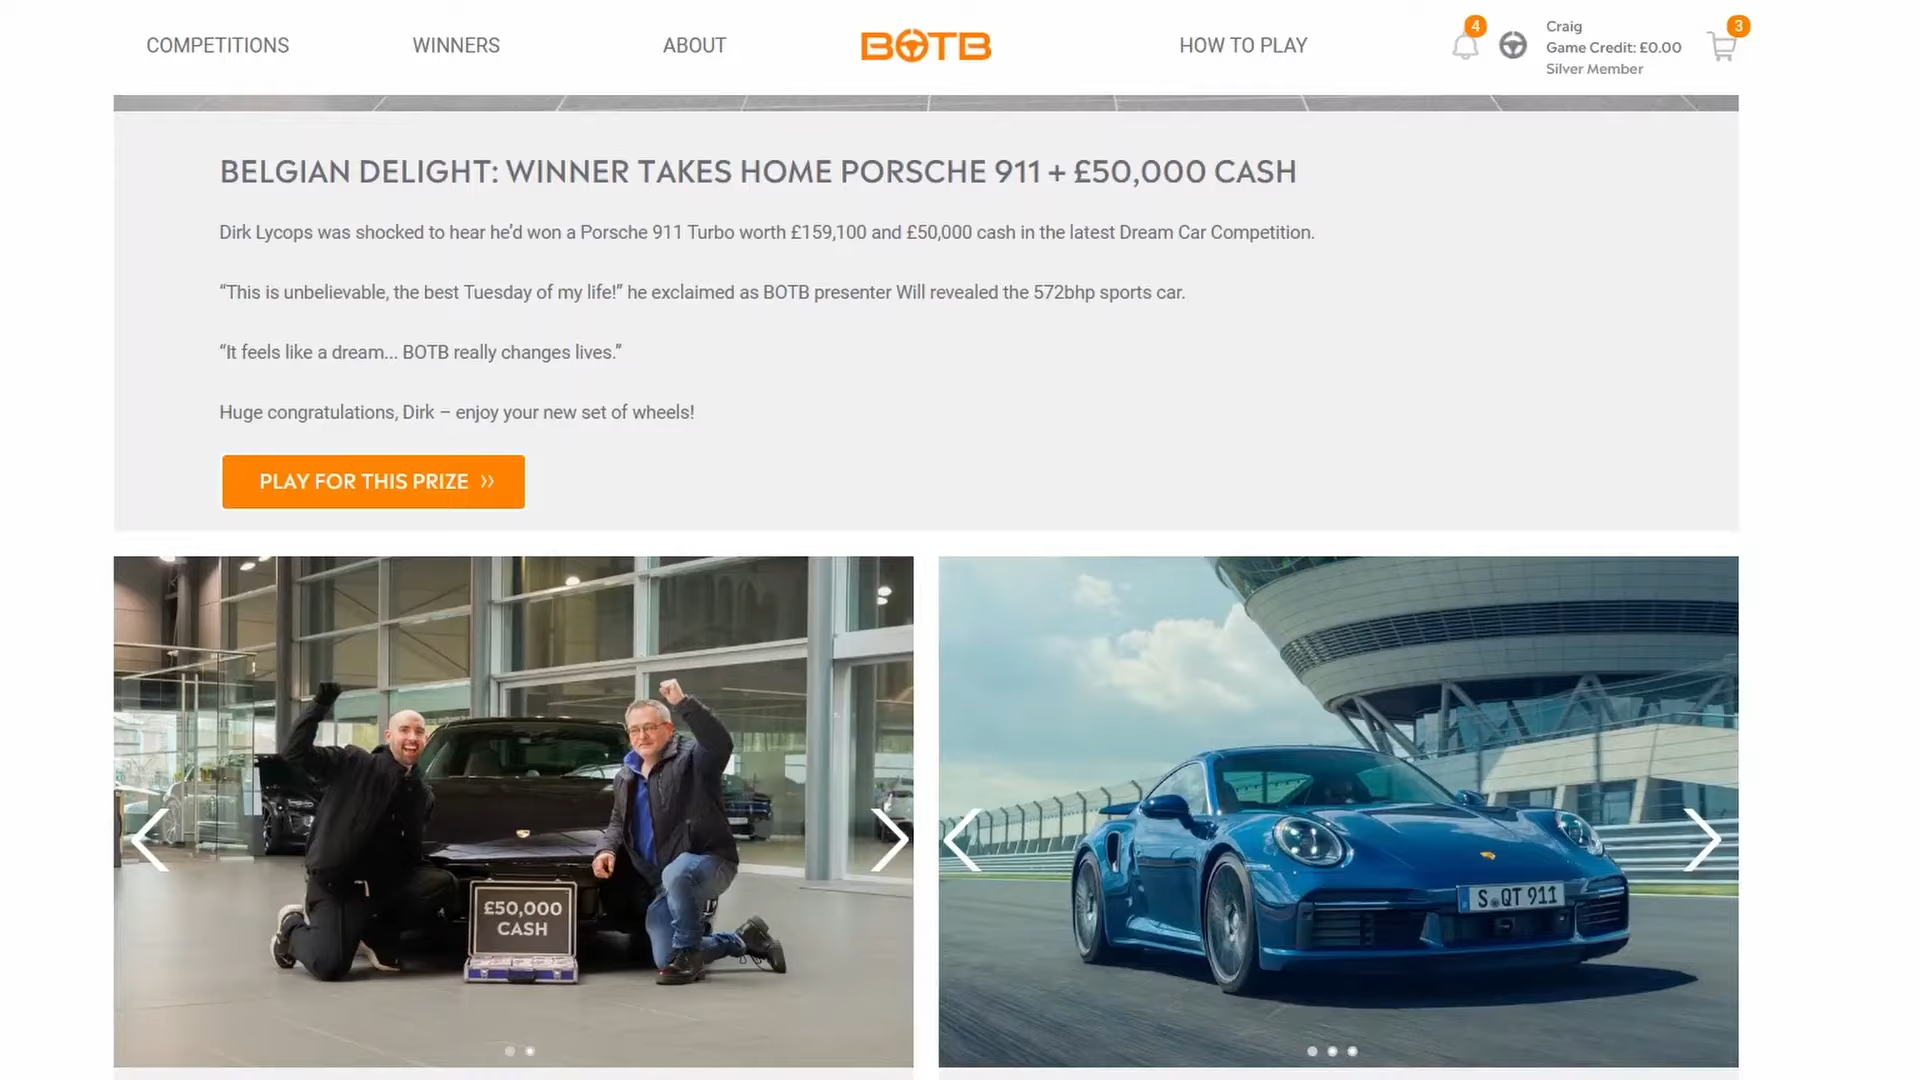 COMPETITIONS
WINNERS
ABOUT
BOTB
HOW TO PLAY
4
Craig
Game Credit: £0.00
Silver Member
3
BELGIAN DELIGHT: WINNER TAKES HOME PORSCHE 911 + £50,000 CASH
Dirk Lycops was shocked to hear he’d won a Porsche 911 Turbo worth £159,100 and £50,000 cash in the latest Dream Car Competition.
“This is unbelievable, the best Tuesday of my life!” he exclaimed as BOTB presenter Will revealed the 572bhp sports car.
“It feels like a dream... BOTB really changes lives.”
Huge congratulations, Dirk – enjoy your new set of wheels!
PLAY FOR THIS PRIZE »
£50,000
CASH
S QT 911